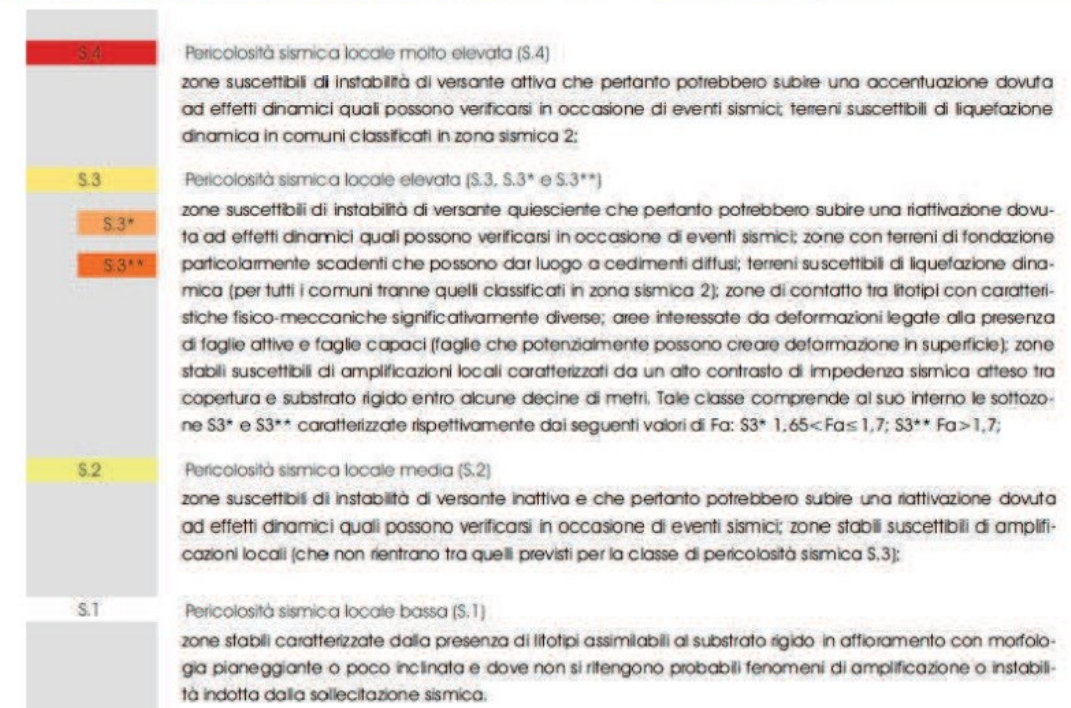 S.4 Pericolosità sismica locale molto elevata (S.4)
zone suscettibili di instabilità di versante attiva che pertanto potrebbero subire una accentuazione dovuta
ad effetti dinamici quali possono verificarsi in occasione di eventi sismici; terreni suscettibili di liquefazione
dinamica in comuni classificati in zona sismica 2;
S.3 Pericolosità sismica locale elevata (S.3, S.3* e S.3**)
zone suscettibili di instabilità di versante quiesciente che pertanto potrebbero subire una riattivazione dovu-
S.3* ta ad effetti dinamici quali possono verificarsi in occasione di eventi sismici; zone con terreni di fondazione
S.3** particolarmente scadenti che possono dar luogo a cedimenti diffusi; terreni suscettibili di liquefazione dina-
mica (per tutti i comuni tranne quelli classificati in zona sismica 2); zone di contatto tra litotipi con caratteri-
stiche fisico-meccaniche significativamente diverse; aree interessate da deformazioni legate alla presenza
di faglie attive e faglie capaci (faglie che potenzialmente possono creare deformazione in superficie); zone
stabili suscettibili di amplificazioni locali caratterizzati da un alto contrasto di impedenza sismica atteso tra
copertura e substrato rigido entro alcune decine di metri. Tale classe comprende al suo interno le sottozo-
ne S3* e S3** caratterizzate rispettivamente dai seguenti valori di Fa: S3* 1,65<Fa≤1,7; S3** Fa>1,7;
S.2 Pericolosità sismica locale media (S.2)
zone suscettibili di instabilità di versante inattiva e che pertanto potrebbero subire una riattivazione dovuta
ad effetti dinamici quali possono verificarsi in occasione di eventi sismici; zone stabili suscettibili di amplifi-
cazioni locali (che non rientrano tra quelli previsti per la classe di pericolosità sismica S.3);
S.1 Pericolosità sismica locale bassa (S.1)
zone stabili caratterizzate dalla presenza di litotipi assimilabili al substrato rigido in affioramento con morfolo-
gia pianeggiante o poco inclinata e dove non si ritengono probabili fenomeni di amplificazione o instabili-
tà indotta dalla sollecitazione sismica.